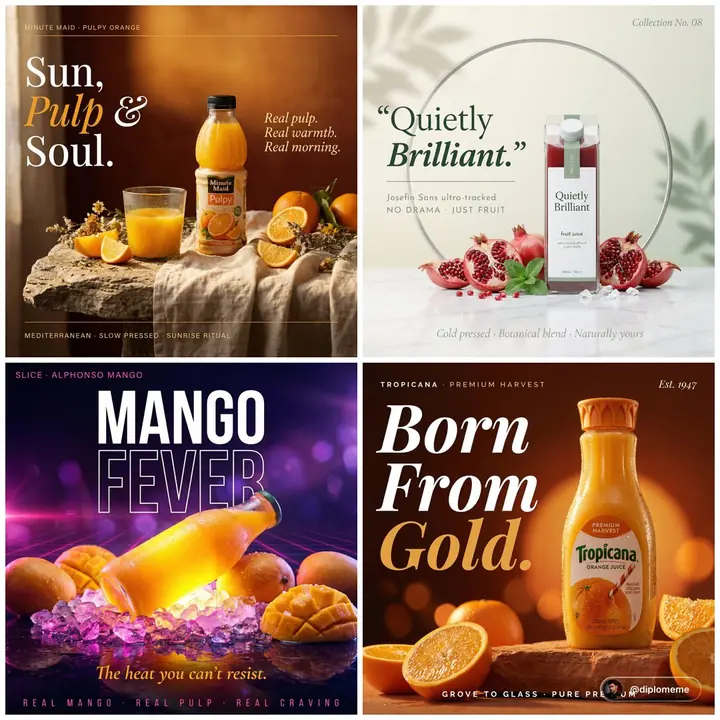 MINUTE MAID · PULPY ORANGE
Sun,
Pulp &
Soul.
Real pulp.
Real warmth.
Real morning.
Minute
Maid
Pulpy
MEDITERRANEAN · SLOW PRESSED · SUNRISE RITUAL
Collection No. 08
“Quietly
Brilliant.”
Josefin Sans ultra-tracked
NO DRAMA · JUST FRUIT
Quietly
Brilliant
fruit juice
Cold pressed · Botanical blend · Naturally yours
SLICE · ALPHONSO MANGO
MANGO
FEVER
The heat you can’t resist.
REAL MANGO · REAL PULP · REAL CRAVING
TROPICANA · PREMIUM HARVEST
Est. 1947
Born
From
Gold.
PREMIUM
HARVEST
Tropicana
ORANGE JUICE
GROVE TO GLASS · PURE
@diplomeme